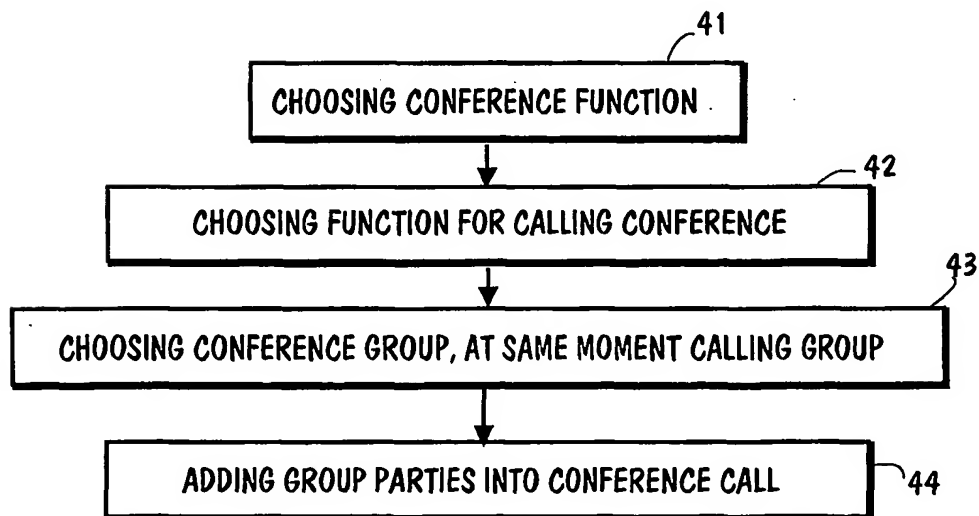 41
CHOOSING CONFERENCE FUNCTION
42
CHOOSING FUNCTION FOR CALLING CONFERENCE
43
CHOOSING CONFERENCE GROUP, AT SAME MOMENT CALLING GROUP
ADDING GROUP PARTIES INTO CONFERENCE CALL
44